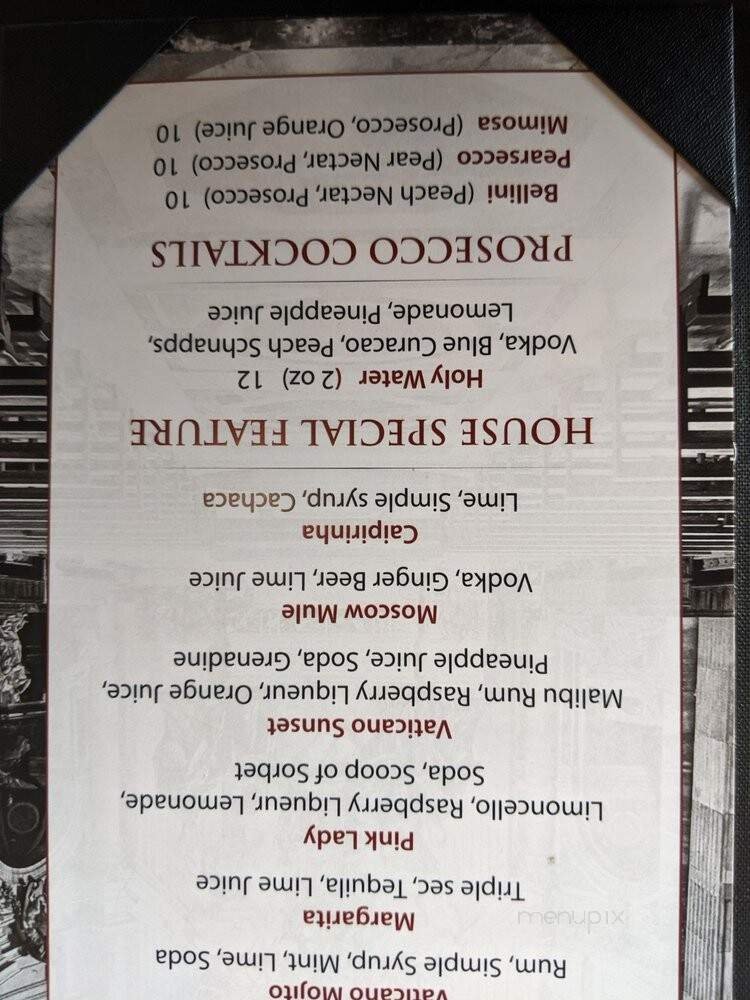 Vaticano Mojito
Rum, Simple Syrup, Mint, Lime, Soda
Margarita
Triple sec, Tequila, Lime Juice
Pink Lady
Limoncello, Raspberry Liqueur, Lemonade,
Soda, Scoop of Sorbet
Vaticano Sunset
Malibu Rum, Raspberry Liqueur, Orange Juice,
Pineapple Juice, Soda, Grenadine
Moscow Mule
Vodka, Ginger Beer, Lime Juice
Caipirinha
Lime, Simple syrup, Cachaca
HOUSE SPECIAL FEATURE
Holy Water (2 oz) 12
Vodka, Blue Curacao, Peach Schnapps,
Lemonade, Pineapple Juice
PROSECCO COCKTAILS
Bellini (Peach Nectar, Prosecco) 10
Pearsecco (Pear Nectar, Prosecco) 10
Mimosa (Prosecco, Orange Juice) 10
menupix